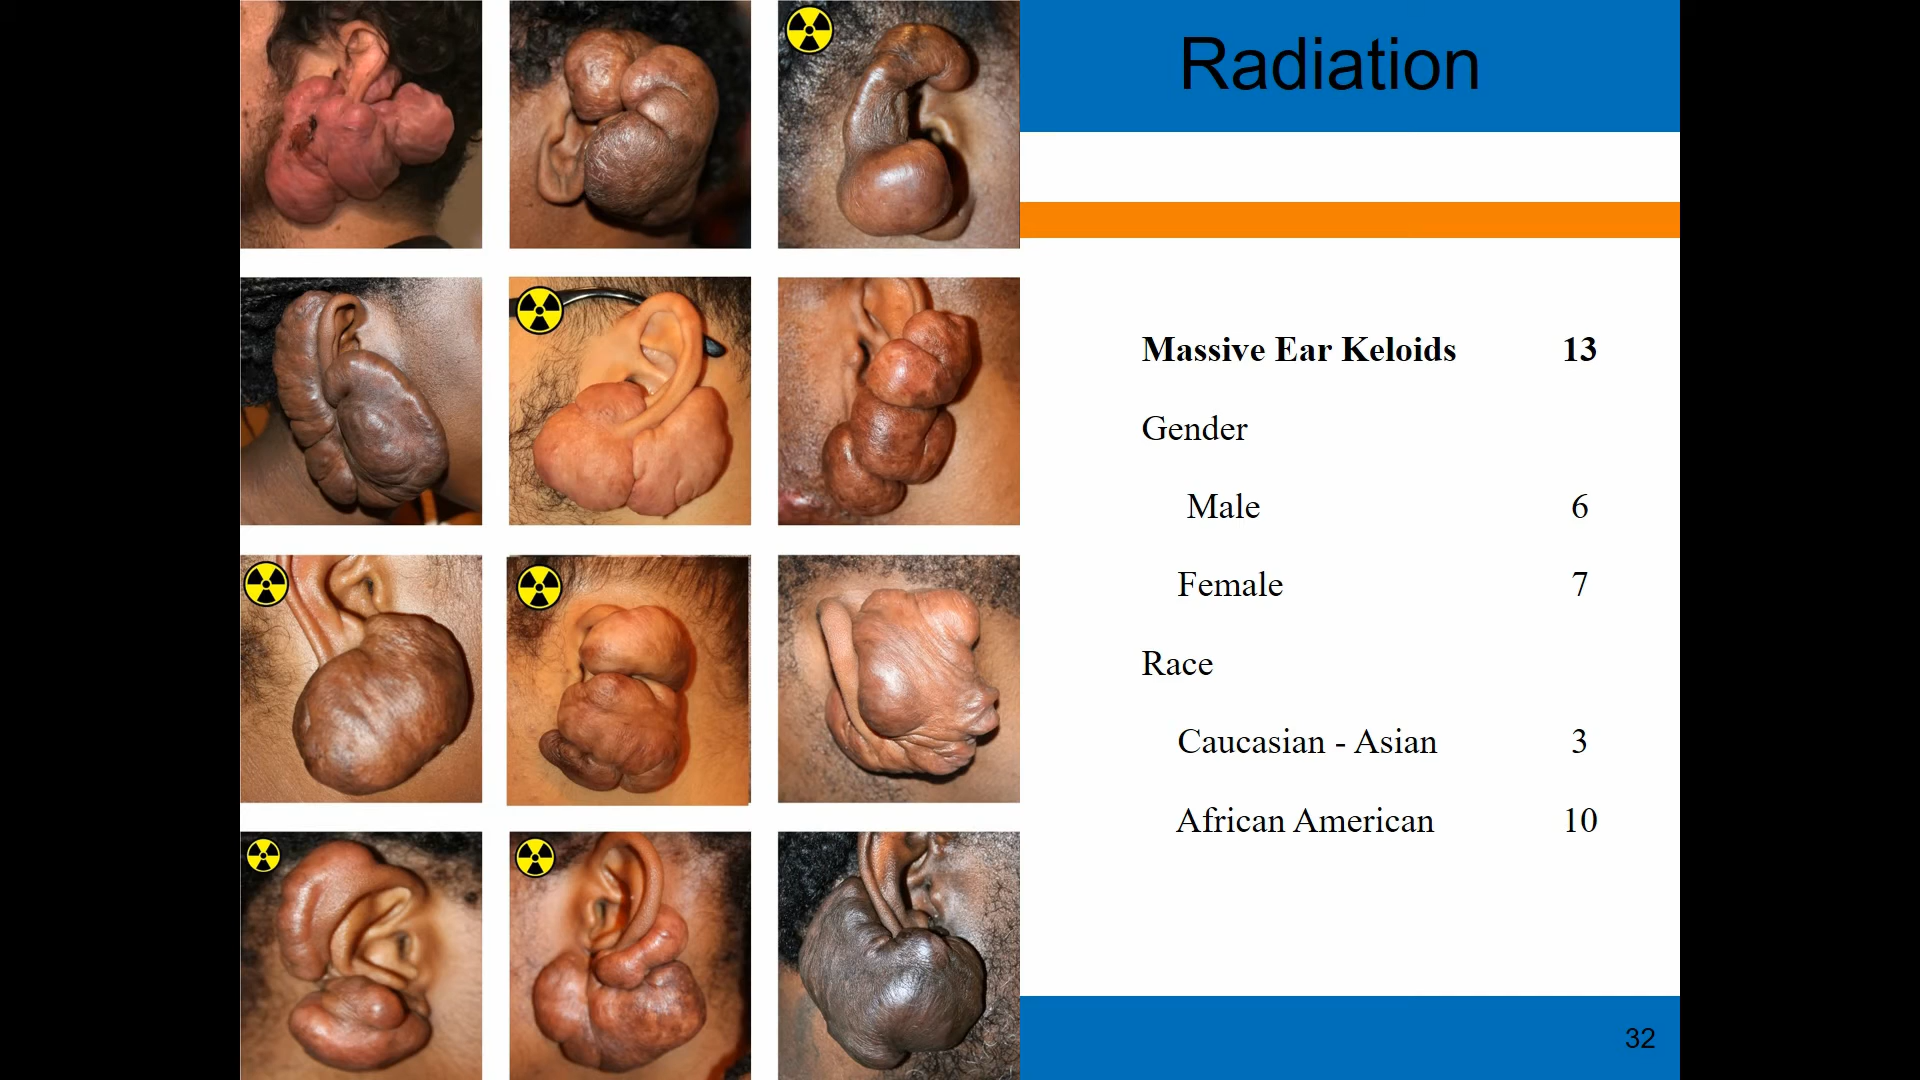 Radiation
Massive Ear Keloids 13
Gender
Male 6
Female 7
Race
Caucasian - Asian 3
African American 10
32